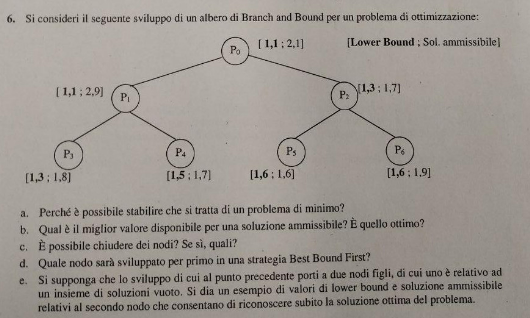 6. Si consideri il seguente sviluppo di un albero di Branch and Bound per un problema di ottimizzazione:
P0 [ 1,1 ; 2,1] [Lower Bound ; Sol. ammissibile]
[ 1,1 ; 2,9] P1 P2 [1,3 ; 1,7]
P3 P4 P5 P6
[1,3 ; 1,8] [1,5 ; 1,7] [1,6 ; 1,6] [1,6 ; 1,9]
a. Perché è possibile stabilire che si tratta di un problema di minimo?
b. Qual è il miglior valore disponibile per una soluzione ammissibile? È quello ottimo?
c. È possibile chiudere dei nodi? Se sì, quali?
d. Quale nodo sarà sviluppato per primo in una strategia Best Bound First?
e. Si supponga che lo sviluppo di cui al punto precedente porti a due nodi figli, di cui uno è relativo ad
un insieme di soluzioni vuoto. Si dia un esempio di valori di lower bound e soluzione ammissibile
relativi al secondo nodo che consentano di riconoscere subito la soluzione ottima del problema.